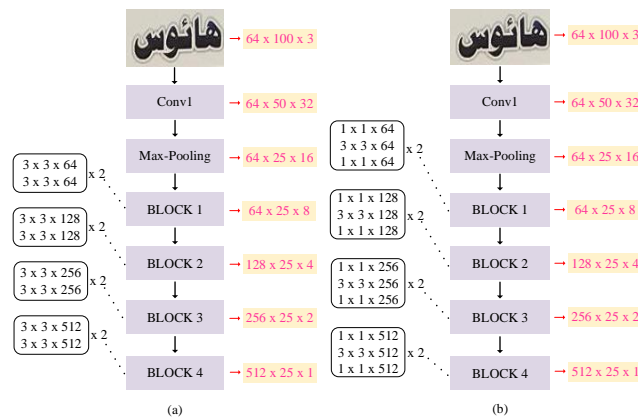 هائوس
64 x 100 x 3
Conv1
64 x 50 x 32
Max-Pooling
64 x 25 x 16
3 x 3 x 64
3 x 3 x 64
x 2
BLOCK 1
64 x 25 x 8
3 x 3 x 128
3 x 3 x 128
x 2
BLOCK 2
128 x 25 x 4
3 x 3 x 256
3 x 3 x 256
x 2
BLOCK 3
256 x 25 x 2
3 x 3 x 512
3 x 3 x 512
x 2
BLOCK 4
512 x 25 x 1
(a)
هائوس
64 x 100 x 3
Conv1
64 x 50 x 32
Max-Pooling
64 x 25 x 16
1 x 1 x 64
3 x 3 x 64
1 x 1 x 64
x 2
BLOCK 1
64 x 25 x 8
1 x 1 x 128
3 x 3 x 128
1 x 1 x 128
x 2
BLOCK 2
128 x 25 x 4
1 x 1 x 256
3 x 3 x 256
1 x 1 x 256
x 2
BLOCK 3
256 x 25 x 2
1 x 1 x 512
3 x 3 x 512
1 x 1 x 512
x 2
BLOCK 4
512 x 25 x 1
(b)